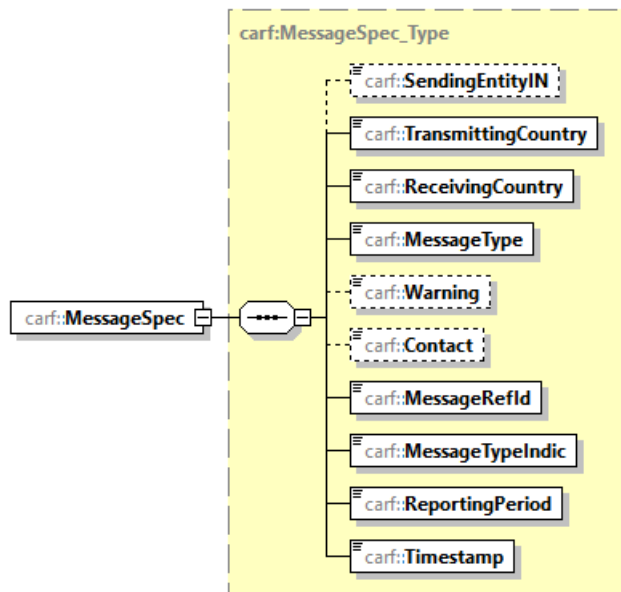 carf:MessageSpec_Type
carf::SendingEntityIN
carf::TransmittingCountry
carf::ReceivingCountry
carf::MessageType
carf::Warning
carf::MessageSpec
carf::Contact
carf::MessageRefId
carf::MessageTypeIndic
carf::ReportingPeriod
carf::Timestamp